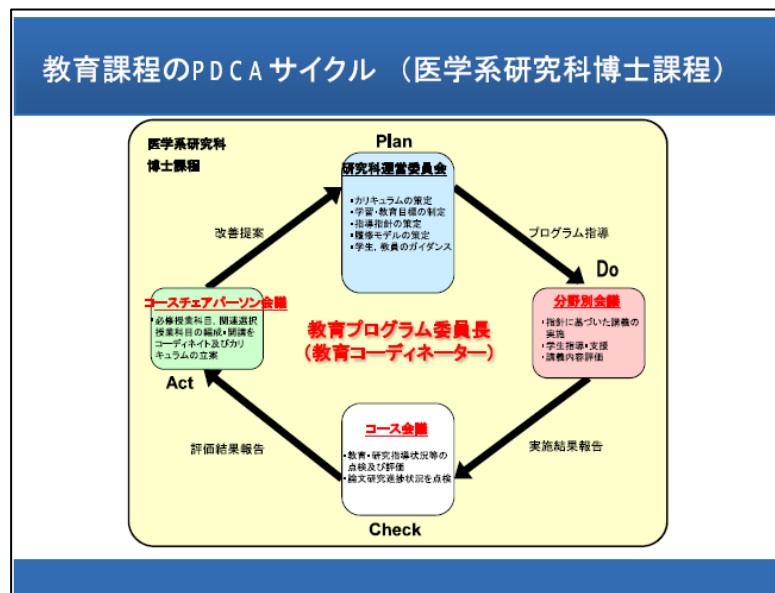 教育課程のPDCAサイクル （医学系研究科博士課程）
医学系研究科
博士課程
Plan
研究科運営委員会
▪カリキュラムの策定
▪学習・教育目標の制定
▪指導指針の策定
▪履修モデルの策定
▪学生、教員のガイダンス
改善提案
プログラム指導
Do
コースチェアパーソン会議
▪必修授業科目、関連選択
授業科目の編成・開講を
コーディネイト及びカリ
キュラムの立案
Act
教育プログラム委員長
（教育コーディネーター）
分野別会議
▪指針に基づいた講義の
実施
▪学生指導・支援
▪講義内容評価
評価結果報告
実施結果報告
コース会議
▪教育・研究指導状況等の
点検及び評価
▪論文研究進捗状況を点検
Check